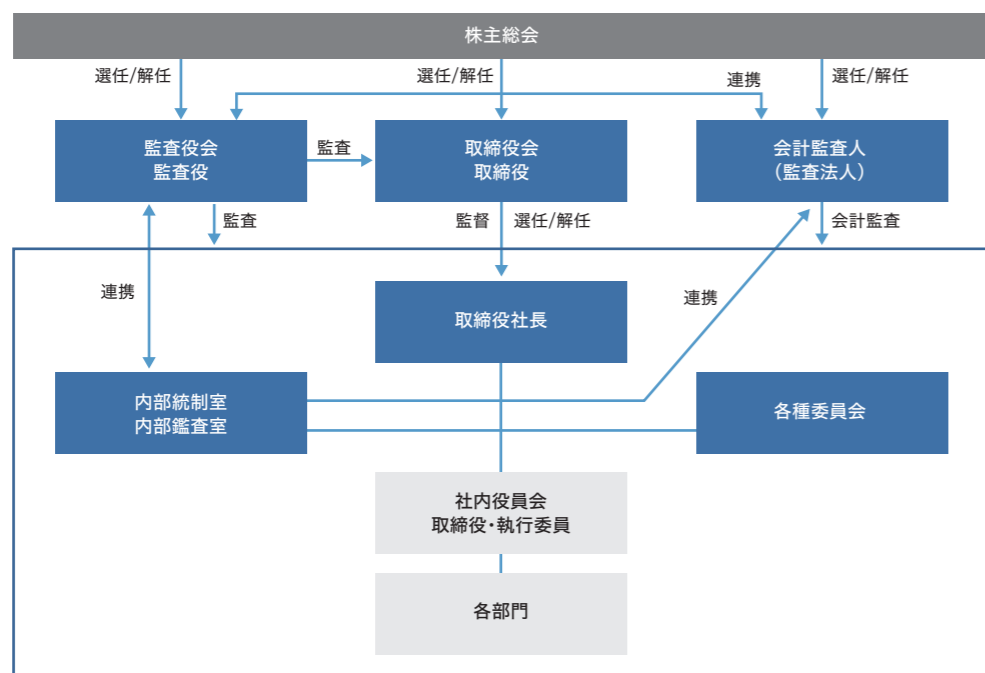 株主総会
選任/解任
選任/解任
連携
選任/解任
監査役会
監査役
監査
取締役会
取締役
会計監査人
（監査法人）
監査
監督
選任/解任
会計監査
連携
取締役社長
連携
内部統制室
内部鑑査室
各種委員会
社内役員会
取締役・執行委員
各部門